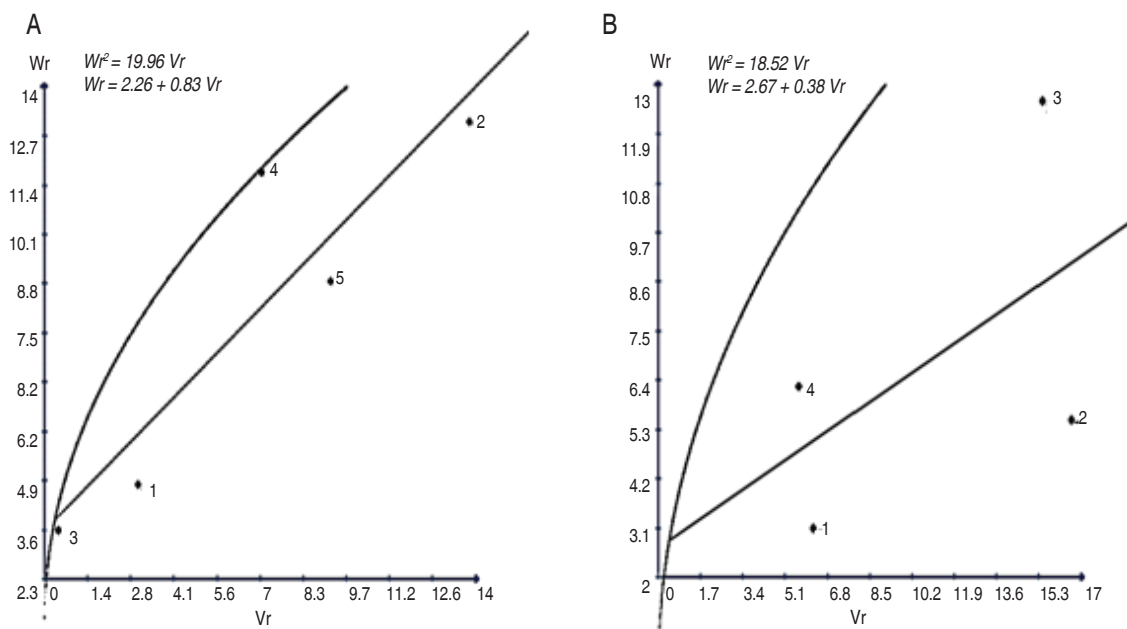 A
Wr
Wr² = 19.96 Vr
Wr = 2.26 + 0.83 Vr
14
12.7
11.4
10.1
8.8
7.5
8.2
6.2
4.9
3.6
2.3
2
4
5
1
3
0 1.4 2.8 4.1 5.6 7 8.3 9.7 11.2 12.6 14
Vr
B
Wr
Wr² = 18.52 Vr
Wr = 2.67 + 0.38 Vr
13
11.9
10.8
9.7
8.6
7.5
6.4
5.3
4.2
3.1
2
3
4
2
1
0 1.7 3.4 5.1 6.8 8.5 10.2 11.9 13.6 15.3 17
Vr